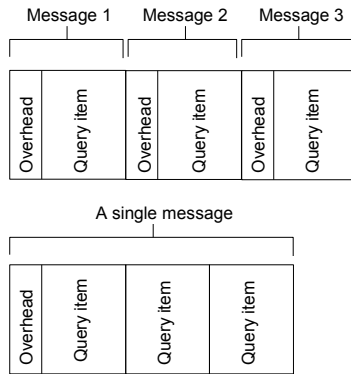 Message 1 Message 2 Message 3
Overhead Query item Overhead Query item Overhead Query item
A single message
Overhead Query item Query item Query item